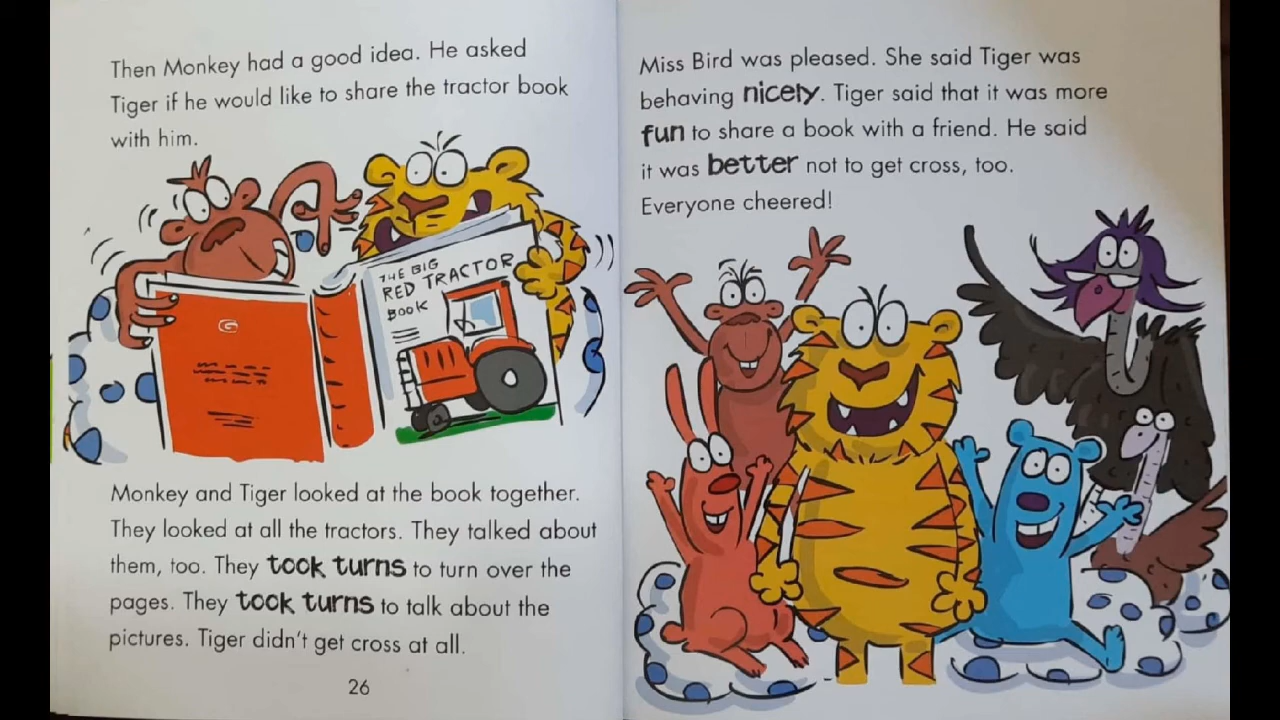 Then Monkey had a good idea. He asked
Tiger if he would like to share the tractor book
with him.
THE BIG
RED TRACTOR
BOOK
Monkey and Tiger looked at the book together.
They looked at all the tractors. They talked about
them, too. They took turns to turn over the
pages. They took turns to talk about the
pictures. Tiger didn't get cross at all.
26
Miss Bird was pleased. She said Tiger was
behaving nicely. Tiger said that it was more
fun to share a book with a friend. He said
it was better not to get cross, too.
Everyone cheered!